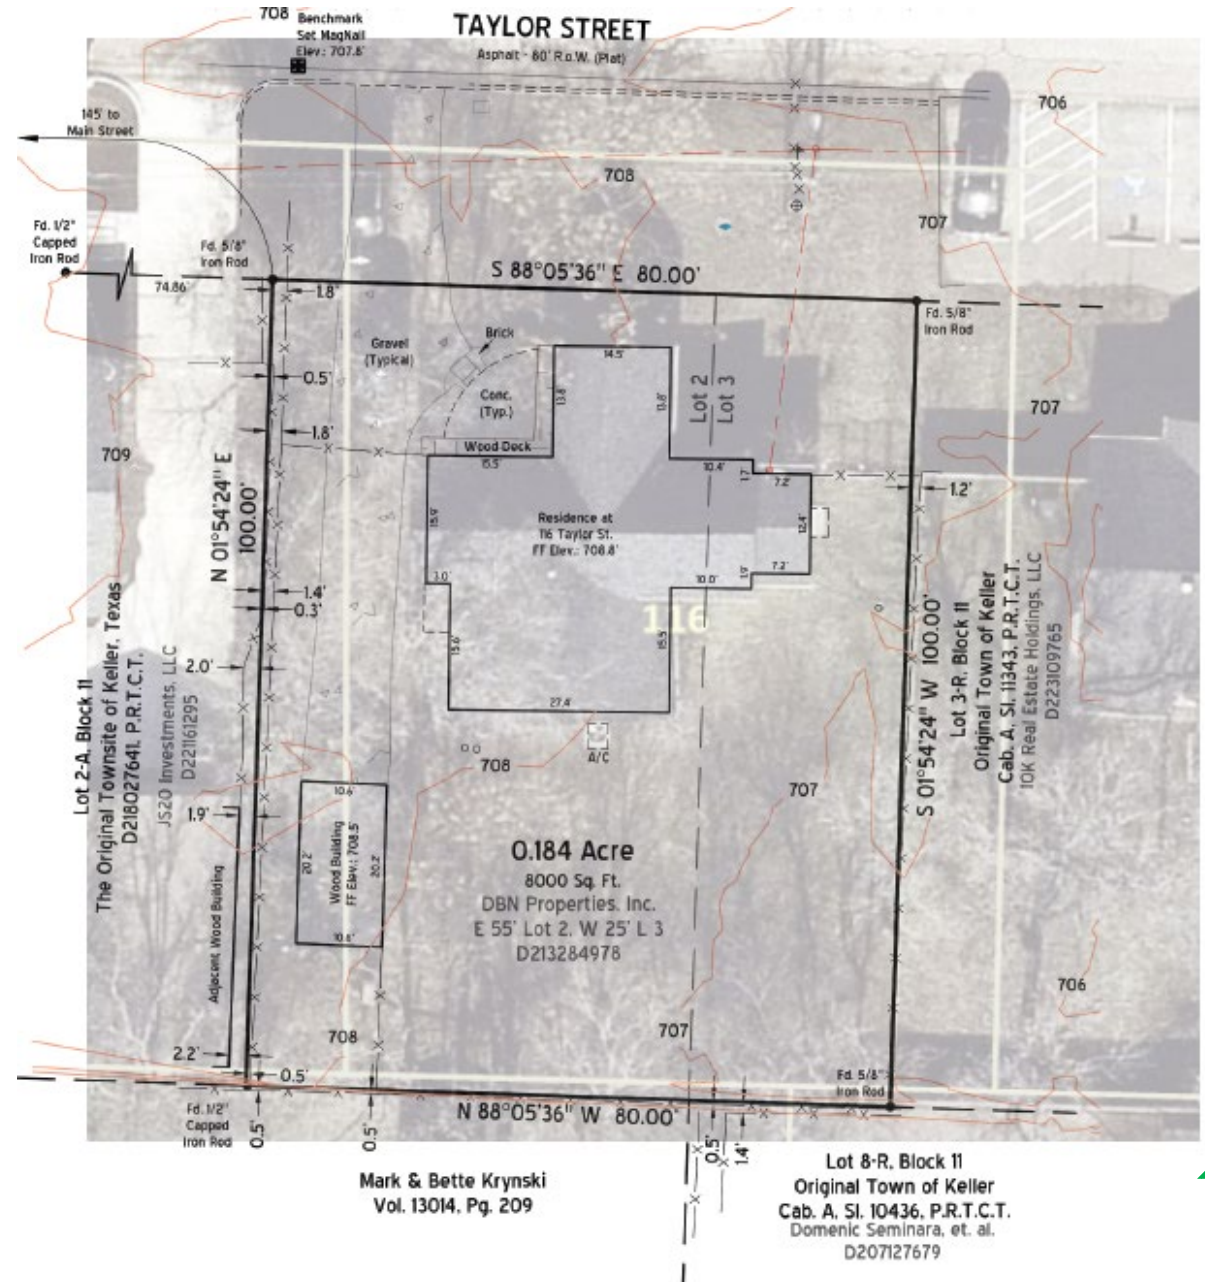 708
Benchmark
Set MagNail
Elev.: 707.8'
TAYLOR STREET
Asphalt - 80' R.o.W. (Plat)
706
145' to
Main Street
708
707
Fd. 1/2"
Capped
Iron Rod
Fd. 5/8"
Iron Rod
74.86'
1.8'
S 88°05'36" E 80.00'
Fd. 5/8"
Iron Rod
Gravel
(Typical)
Brick
14.5'
0.5'
Conc.
(Typ.)
13.8'
13.8'
Lot 2
Lot 3
707
1.8'
Wood Deck
15.5'
10.4'
1.7'
7.2'
709
1.2'
N 01°54'24" E
100.00'
15.9'
Residence at
116 Taylor St.
FF Elev.: 708.8'
12.4'
3.0'
10.0'
1.9'
7.2'
1.4'
0.3'
116
15.6'
15.5'
27.4'
2.0'
Lot 2-A, Block 11
The Original Townsite of Keller, Texas
D218027641, P.R.T.C.T.
JS20 Investments, LLC
D221161295
S 01°54'24" W 100.00'
Lot 3-R, Block 11
Original Town of Keller
Cab. A, Sl. 11343, P.R.T.C.T.
10K Real Estate Holdings, LLC
D223109765
A/C
708
707
10.6'
1.9'
20.2'
Wood Building
FF Elev.: 708.5'
20.2'
10.6'
Adjacent Wood Building
0.184 Acre
8000 Sq. Ft.
DBN Properties, Inc.
E 55' Lot 2, W 25' L 3
D213284978
706
708
707
2.2'
0.5'
Fd. 5/8"
Iron Rod
Fd. 1/2"
Capped
Iron Rod
0.5'
0.5'
N 88°05'36" W 80.00'
0.5'
1.4'
Mark & Bette Krynski
Vol. 13014, Pg. 209
Lot 8-R, Block 11
Original Town of Keller
Cab. A, Sl. 10436, P.R.T.C.T.
Domenic Seminara, et. al.
D207127679